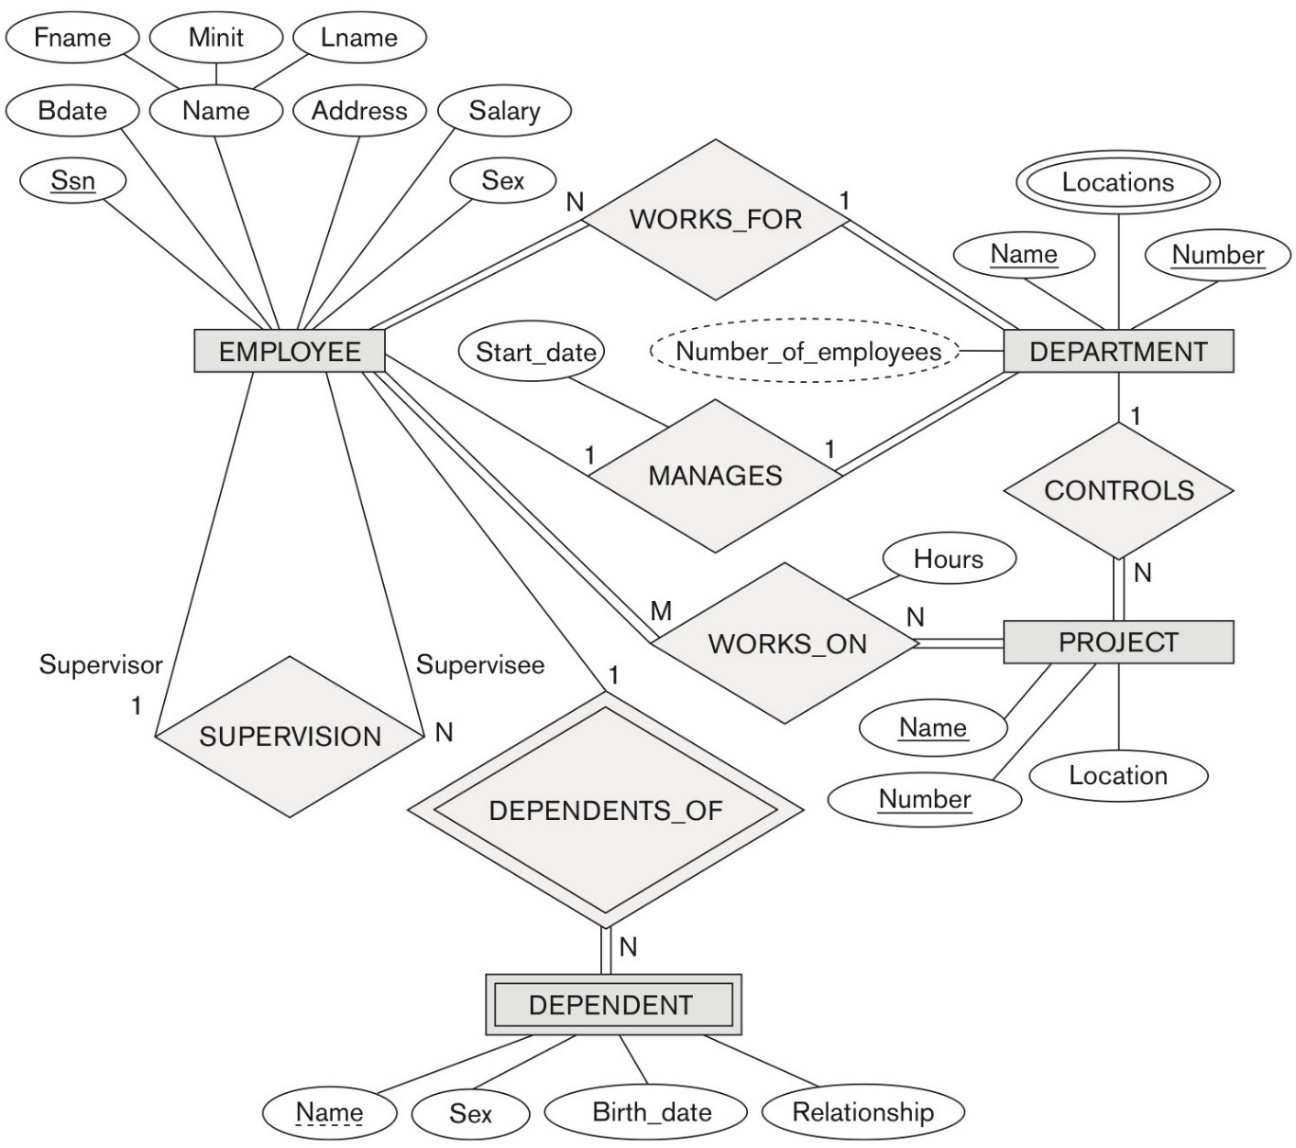 Fname
Minit
Lname
Bdate
Name
Address
Salary
Ssn
Sex
N
WORKS_FOR
1
Locations
Name
Number
EMPLOYEE
Start_date
Number_of_employees
DEPARTMENT
1
MANAGES
1
1
CONTROLS
N
Hours
M
WORKS_ON
N
PROJECT
Supervisor
1
SUPERVISION
Supervisee
N
1
Name
Number
Location
DEPENDENTS_OF
N
DEPENDENT
Name
Sex
Birth_date
Relationship